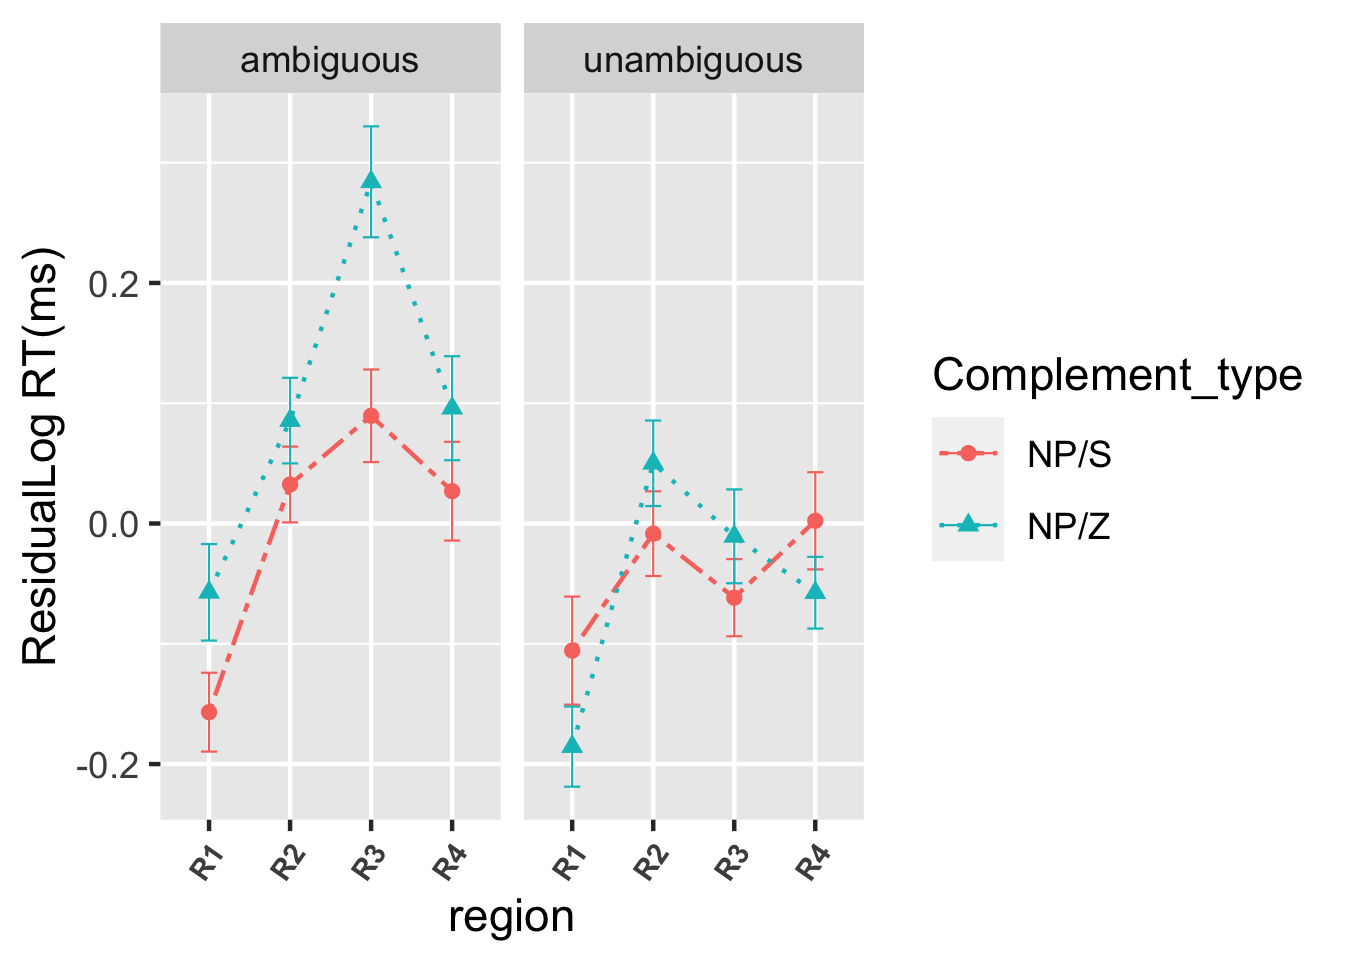 ambiguous
unambiguous
ResidualLog RT(ms)
0.2
0.0
-0.2
R1
R2
R3
R4
R1
R2
R3
R4
region
Complement_type
NP/S
NP/Z